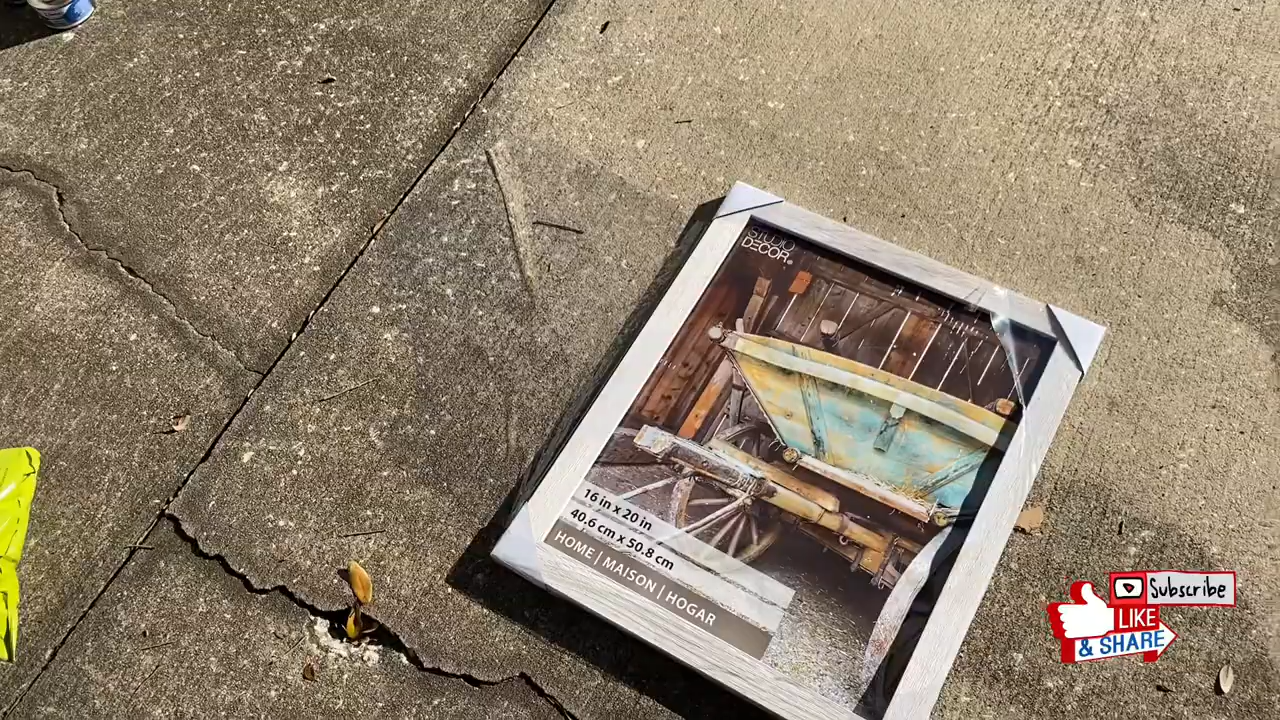 STUDIO
DECOR
16 in x 20 in
40.6 cm x 50.8 cm
HOME | MAISON | HOGAR
Subscribe
LIKE
& SHARE